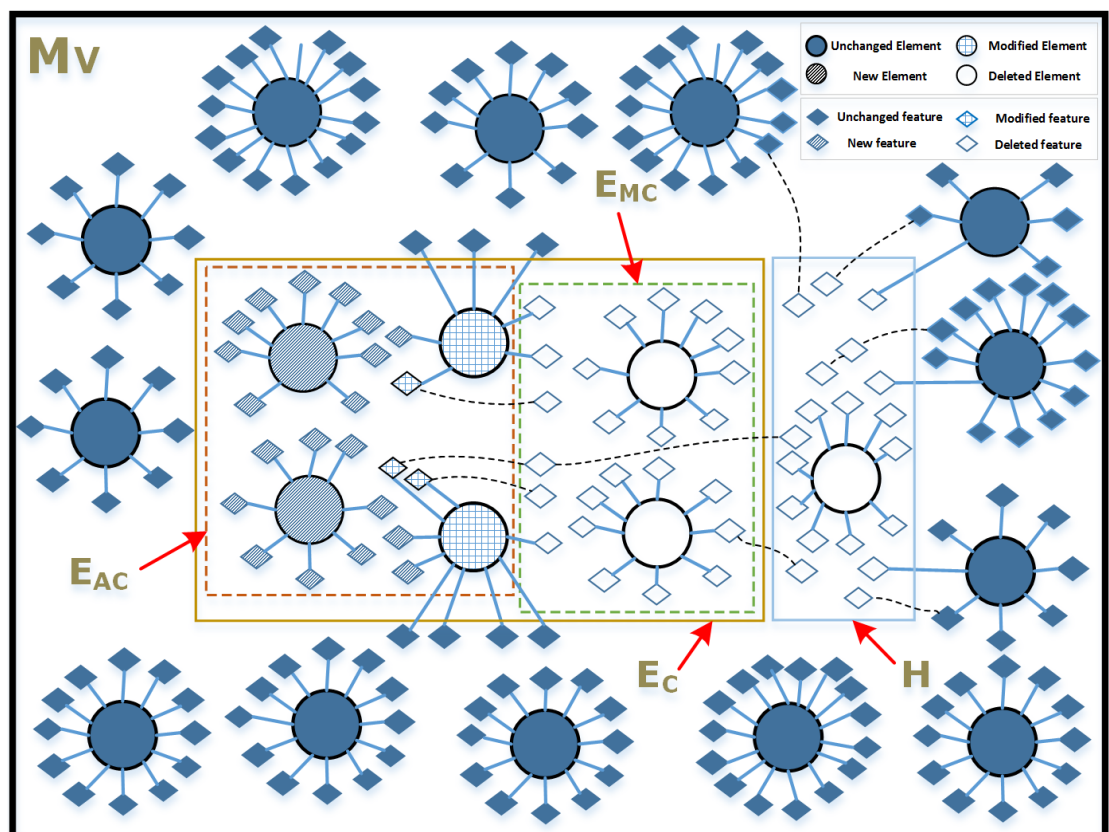 Mv
Unchanged Element
Modified Element
New Element
Deleted Element
Unchanged feature
Modified feature
New feature
Deleted feature
EMC
EAC
EC
H